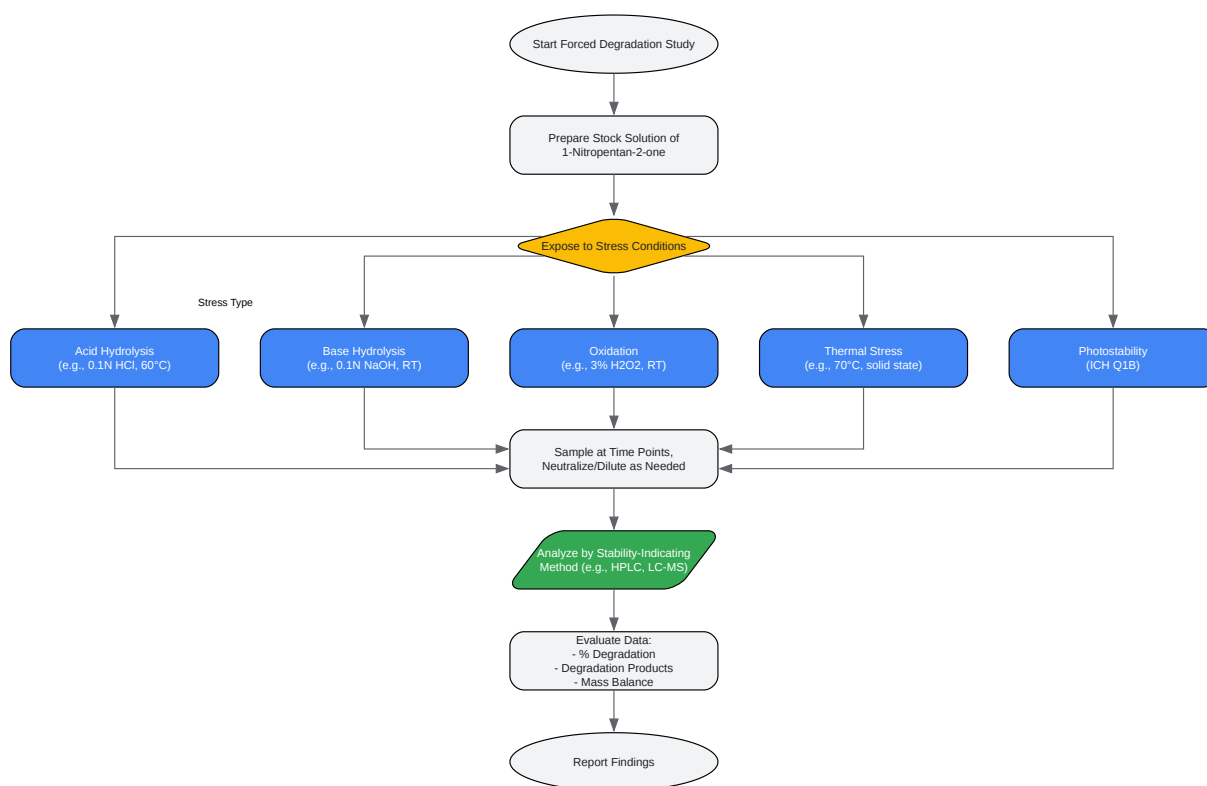 Start Forced Degradation Study
Prepare Stock Solution of
1-Nitropentan-2-one
Expose to Stress Conditions
Stress Type
Acid Hydrolysis
(e.g., 0.1N HCl, 60°C)
Base Hydrolysis
(e.g., 0.1N NaOH, RT)
Oxidation
(e.g., 3% H2O2, RT)
Thermal Stress
(e.g., 70°C, solid state)
Photostability
(ICH Q1B)
Sample at Time Points,
Neutralize/Dilute as Needed
Analyze by Stability-Indicating
Method (e.g., HPLC, LC-MS)
Evaluate Data:
- % Degradation
- Degradation Products
- Mass Balance
Report Findings